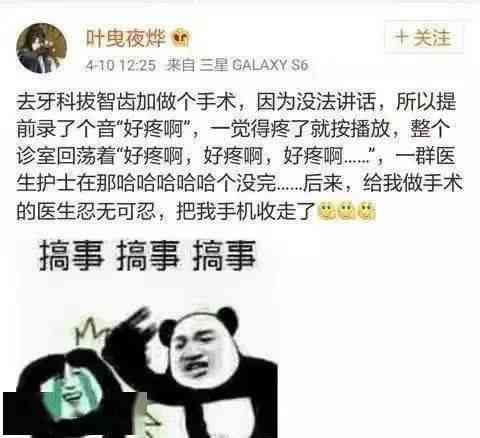 叶曳夜烨
+关注
4-10 12:25 来自 三星 GALAXY S6
去牙科拔智齿加做个手术，因为没法讲话，所以提
前录了个音“好疼啊”，一觉得疼了就按播放，整个
诊室回荡着“好疼啊，好疼啊，好疼啊……”，一群医
生护士在那哈哈哈哈哈个没完……后来，给我做手术
的医生忍无可忍，把我手机收走了
搞事 搞事 搞事